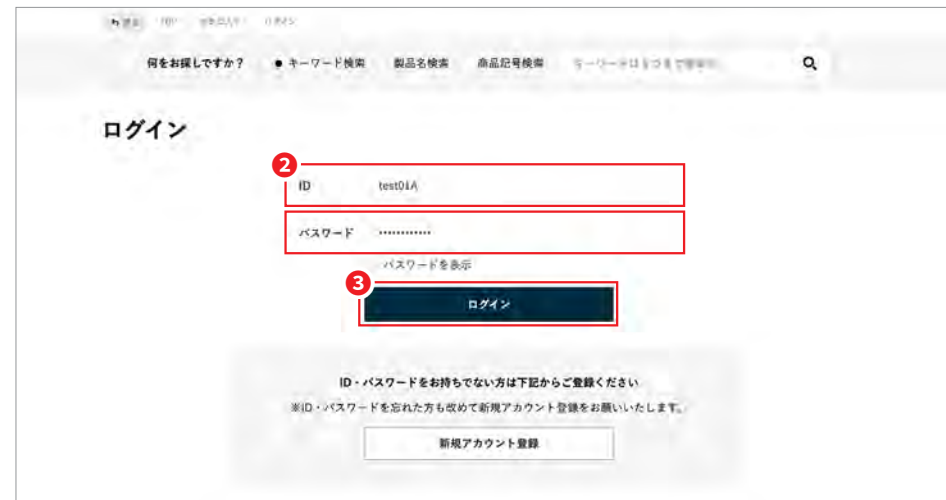 何をお探しですか? キーワード検索 製品名検索 商品記号検索
ログイン
2
ID test01A
パスワード ••••••••••••
パスワードを表示
3
ログイン
ID・パスワードをお持ちでない方は下記からご登録ください
※ID・パスワードを忘れた方も改めて新規アカウント登録をお願いいたします。
新規アカウント登録